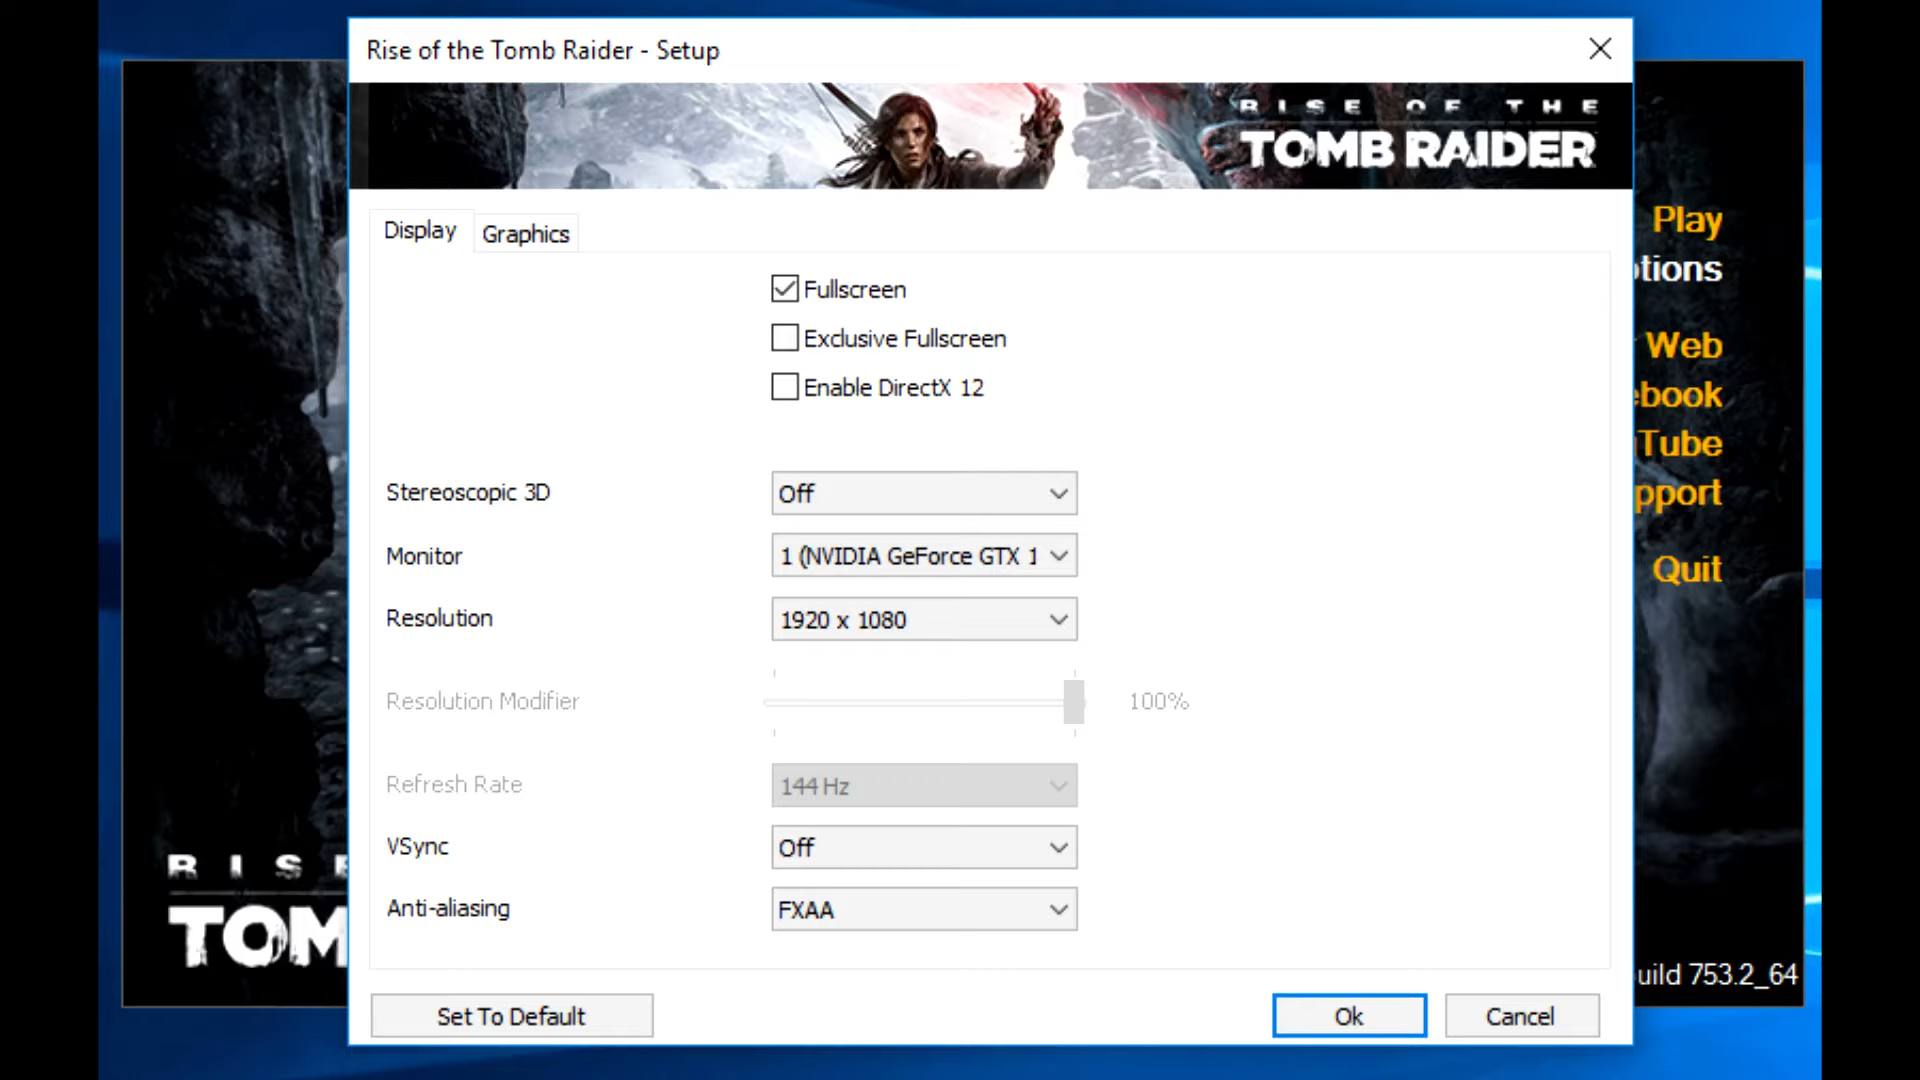 Rise of the Tomb Raider - Setup
RISE OF THE
TOMB RAIDER
Display
Graphics
Fullscreen
Exclusive Fullscreen
Enable DirectX 12
Stereoscopic 3D
Off
Monitor
1 (NVIDIA GeForce GTX 1
Resolution
1920 x 1080
Resolution Modifier
100%
Refresh Rate
144 Hz
VSync
Off
Anti-aliasing
FXAA
Set To Default
Ok
Cancel
Play
tions
Web
ebook
Tube
pport
Quit
RISE
TOM
uild 753.2_64